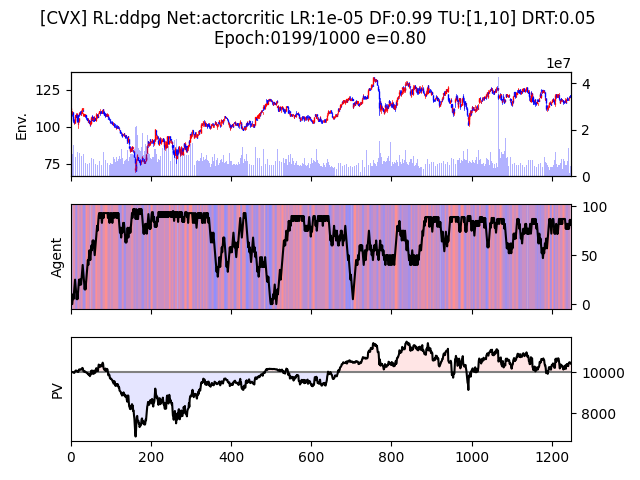 [CVX] RL:ddpg Net:actorcritic LR:1e-05 DF:0.99 TU:[1,10] DRT:0.05
Epoch:0199/1000 e=0.80
1e7
125
100
75
Env.
4
2
0
Agent
100
50
0
PV
10000
8000
0 200 400 600 800 1000 1200